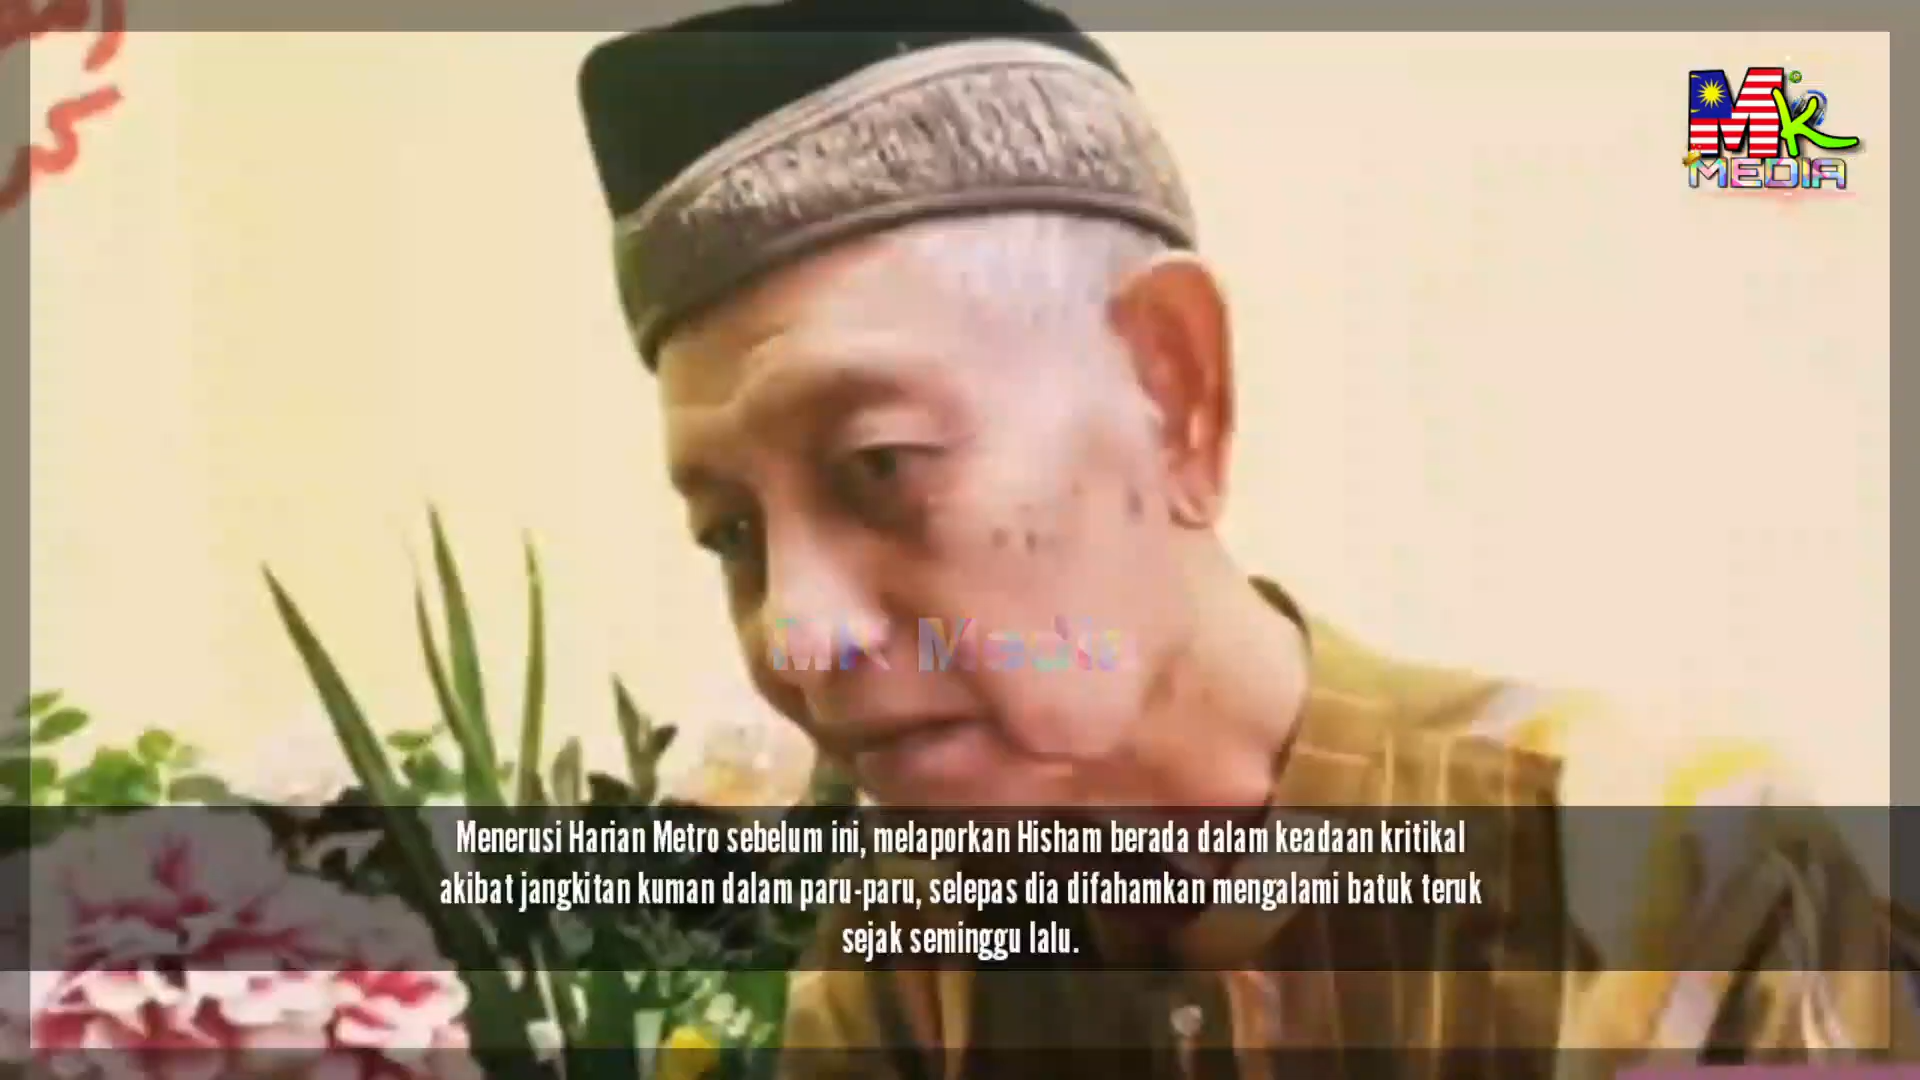 MK
MEDIA
MK Media
Menerusi Harian Metro sebelum ini, melaporkan Hisham berada dalam keadaan kritikal
akibat jangkitan kuman dalam paru-paru, selepas dia difahamkan mengalami batuk teruk
sejak seminggu lalu.